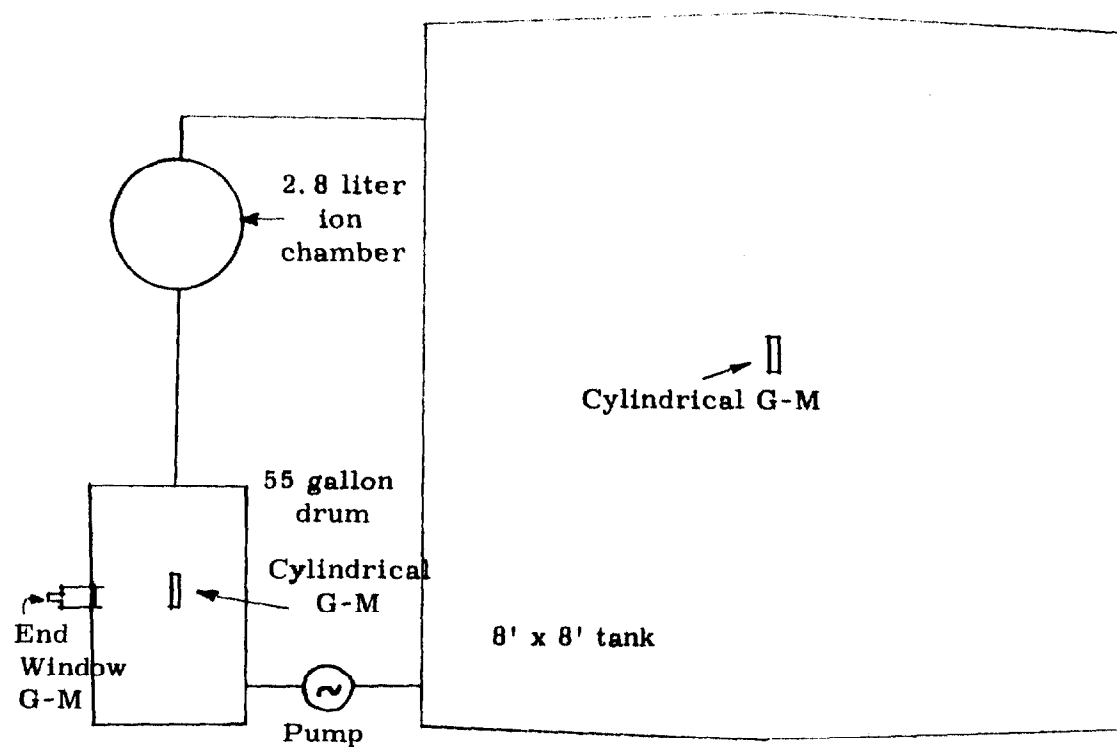 2.8 liter
ion
chamber
Cylindrical G-M
55 gallon
drum
Cylindrical
G-M
End
Window
G-M
8' x 8' tank
Pump